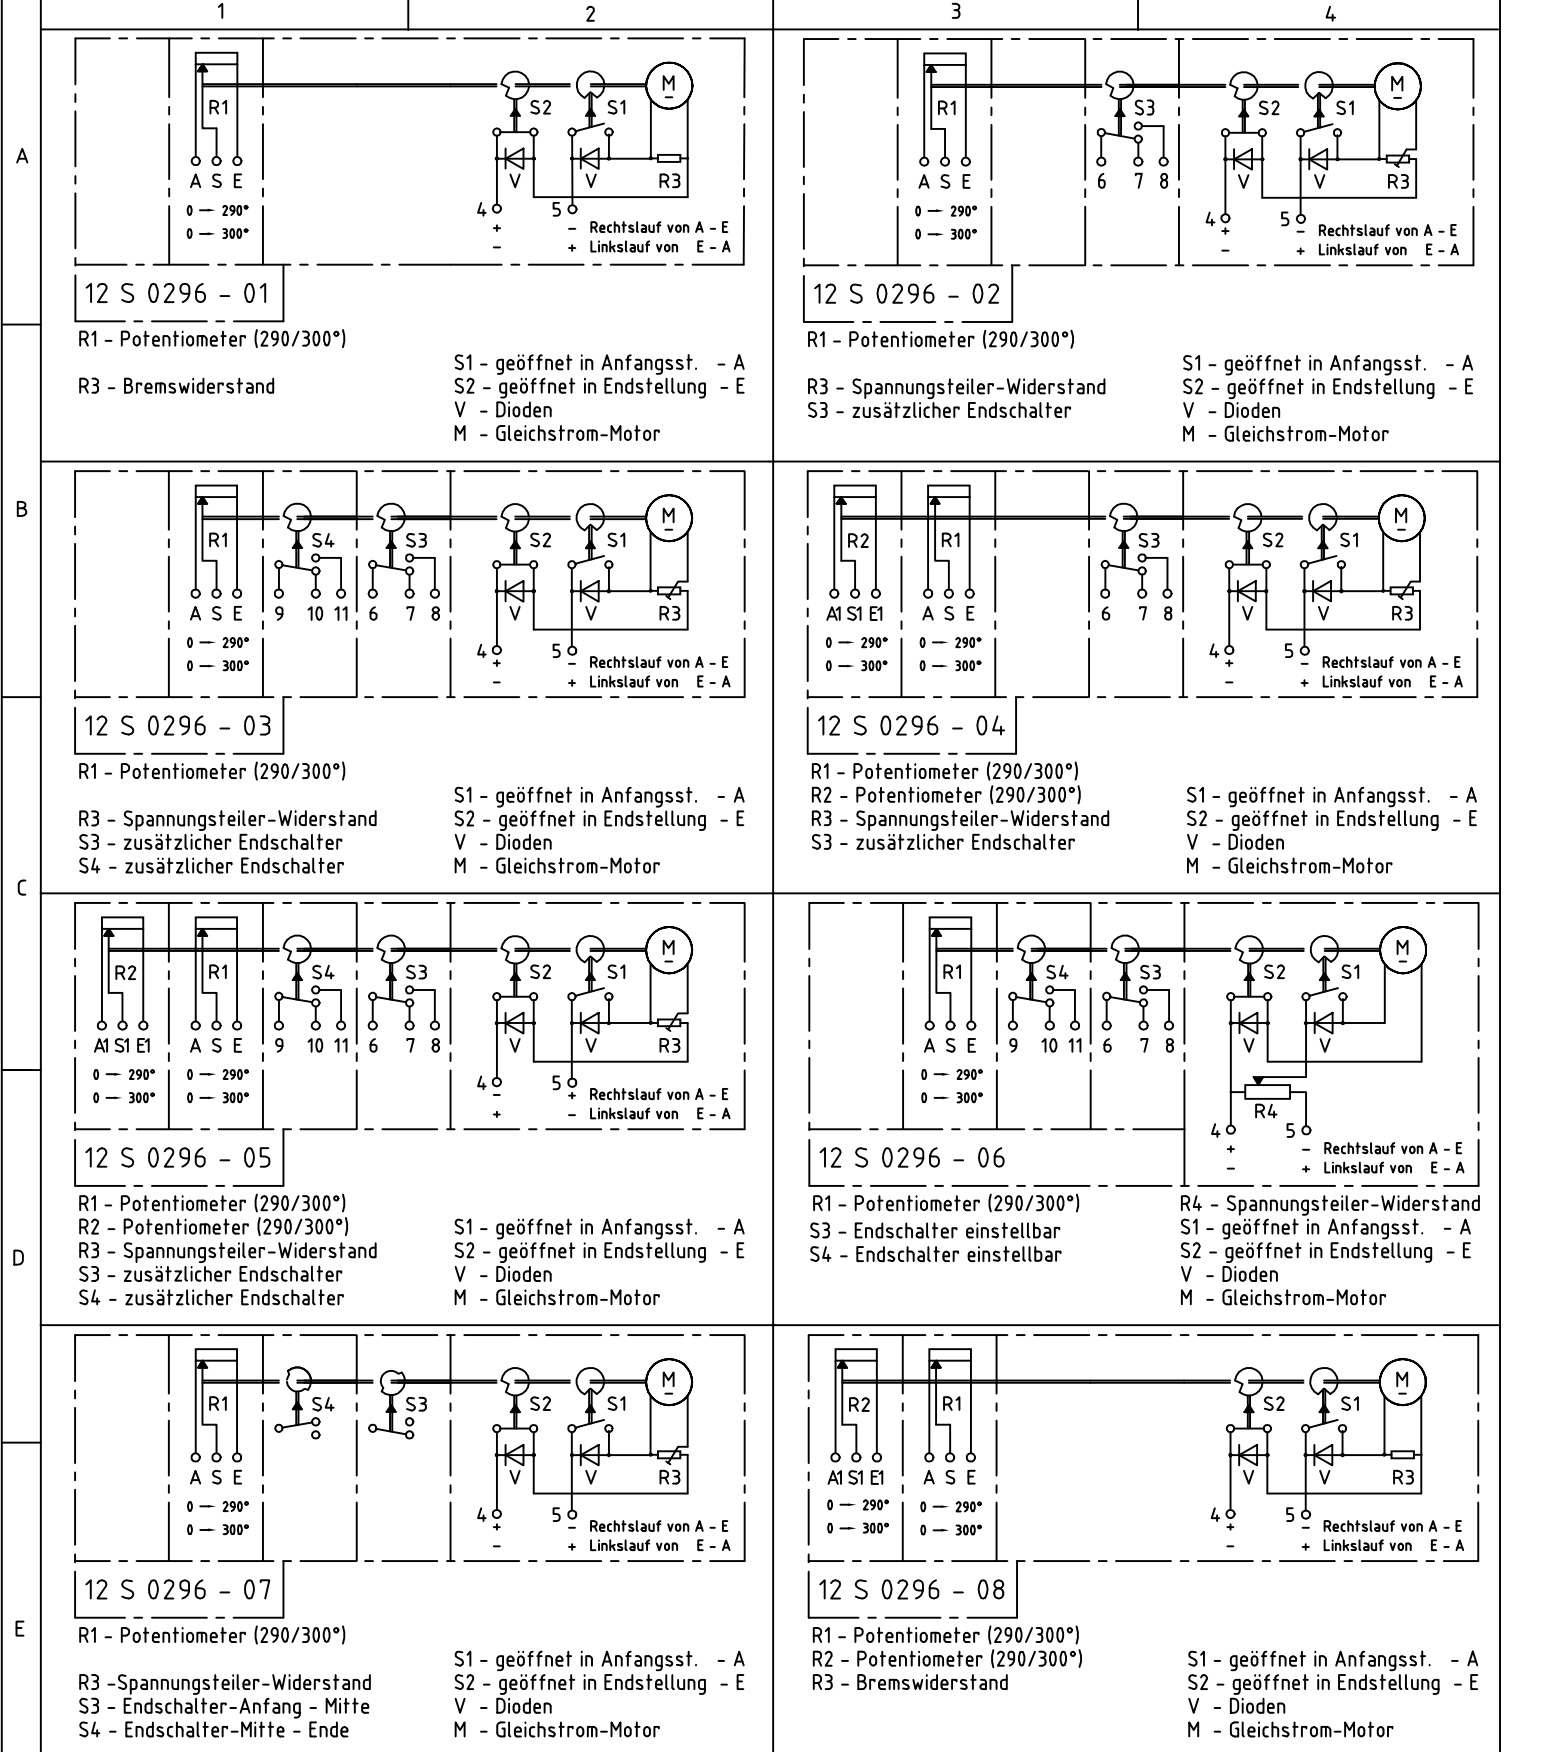 1 2 3 4
A
B
C
D
E
R1 S2 S1 M
A S E V V R3
0 — 290°
0 — 300°
4 5
+ – Rechtslauf von A - E
– + Linkslauf von E - A
12 S 0296 - 01
R1 - Potentiometer (290/300°)
R3 - Bremswiderstand
S1 - geöffnet in Anfangsst. - A
S2 - geöffnet in Endstellung - E
V - Dioden
M - Gleichstrom-Motor
R1 S3 S2 S1 M
A S E 6 7 8 V V R3
0 — 290°
0 — 300°
4 5
+ – Rechtslauf von A - E
– + Linkslauf von E - A
12 S 0296 - 02
R1 - Potentiometer (290/300°)
R3 - Spannungsteiler-Widerstand
S3 - zusätzlicher Endschalter
S1 - geöffnet in Anfangsst. - A
S2 - geöffnet in Endstellung - E
V - Dioden
M - Gleichstrom-Motor
R1 S4 S3 S2 S1 M
A S E 9 10 11 6 7 8 V V R3
0 — 290°
0 — 300°
4 5
+ – Rechtslauf von A - E
– + Linkslauf von E - A
12 S 0296 - 03
R1 - Potentiometer (290/300°)
R3 - Spannungsteiler-Widerstand
S3 - zusätzlicher Endschalter
S4 - zusätzlicher Endschalter
S1 - geöffnet in Anfangsst. - A
S2 - geöffnet in Endstellung - E
V - Dioden
M - Gleichstrom-Motor
R2 R1 S3 S2 S1 M
A1 S1 E1 A S E 6 7 8 V V R3
0 — 290° 0 — 290°
0 — 300° 0 — 300°
4 5
+ – Rechtslauf von A - E
– + Linkslauf von E - A
12 S 0296 - 04
R1 - Potentiometer (290/300°)
R2 - Potentiometer (290/300°)
R3 - Spannungsteiler-Widerstand
S3 - zusätzlicher Endschalter
S1 - geöffnet in Anfangsst. - A
S2 - geöffnet in Endstellung - E
V - Dioden
M - Gleichstrom-Motor
R2 R1 S4 S3 S2 S1 M
A1 S1 E1 A S E 9 10 11 6 7 8 V V R3
0 — 290° 0 — 290°
0 — 300° 0 — 300°
4 5
– + Rechtslauf von A - E
+ – Linkslauf von E - A
12 S 0296 - 05
R1 - Potentiometer (290/300°)
R2 - Potentiometer (290/300°)
R3 - Spannungsteiler-Widerstand
S3 - zusätzlicher Endschalter
S4 - zusätzlicher Endschalter
S1 - geöffnet in Anfangsst. - A
S2 - geöffnet in Endstellung - E
V - Dioden
M - Gleichstrom-Motor
R1 S4 S3 S2 S1 M
A S E 9 10 11 6 7 8 V V
0 — 290°
0 — 300°
R4
4 5
+ – Rechtslauf von A - E
– + Linkslauf von E - A
12 S 0296 - 06
R1 - Potentiometer (290/300°)
S3 - Endschalter einstellbar
S4 - Endschalter einstellbar
R4 - Spannungsteiler-Widerstand
S1 - geöffnet in Anfangsst. - A
S2 - geöffnet in Endstellung - E
V - Dioden
M - Gleichstrom-Motor
R1 S4 S3 S2 S1 M
A S E V V R3
0 — 290°
0 — 300°
4 5
+ – Rechtslauf von A - E
– + Linkslauf von E - A
12 S 0296 - 07
R1 - Potentiometer (290/300°)
R3 -Spannungsteiler-Widerstand
S3 - Endschalter-Anfang - Mitte
S4 - Endschalter-Mitte - Ende
S1 - geöffnet in Anfangsst. - A
S2 - geöffnet in Endstellung - E
V - Dioden
M - Gleichstrom-Motor
R2 R1 S2 S1 M
A1 S1 E1 A S E V V R3
0 — 290° 0 — 290°
0 — 300° 0 — 300°
4 5
+ – Rechtslauf von A - E
– + Linkslauf von E - A
12 S 0296 - 08
R1 - Potentiometer (290/300°)
R2 - Potentiometer (290/300°)
R3 - Bremswiderstand
S1 - geöffnet in Anfangsst. - A
S2 - geöffnet in Endstellung - E
V - Dioden
M - Gleichstrom-Motor